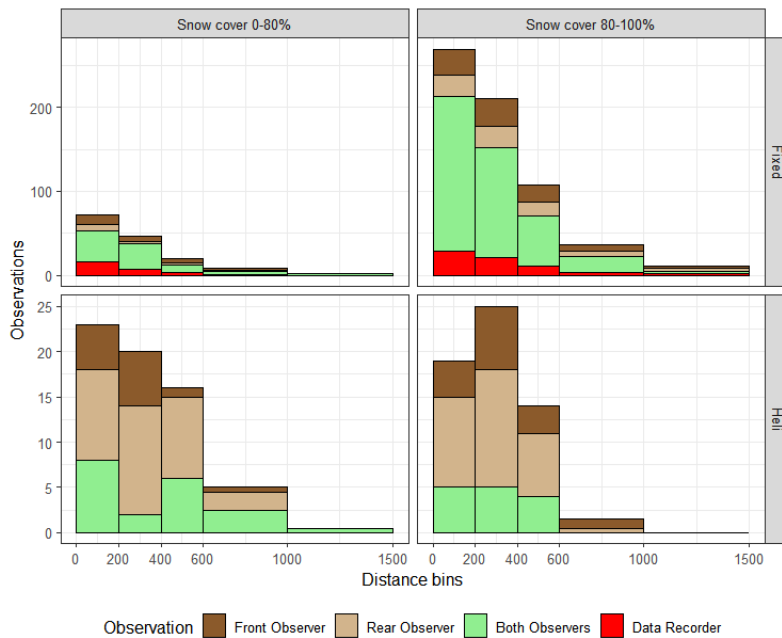 Snow cover 0-80%
Snow cover 80-100%
200
100
0
Fixed
Observations
25
20
15
10
5
0
Heli
0 200 400 600 1000 1500
0 200 400 600 1000 1500
Distance bins
Observation Front Observer Rear Observer Both Observers Data Recorder